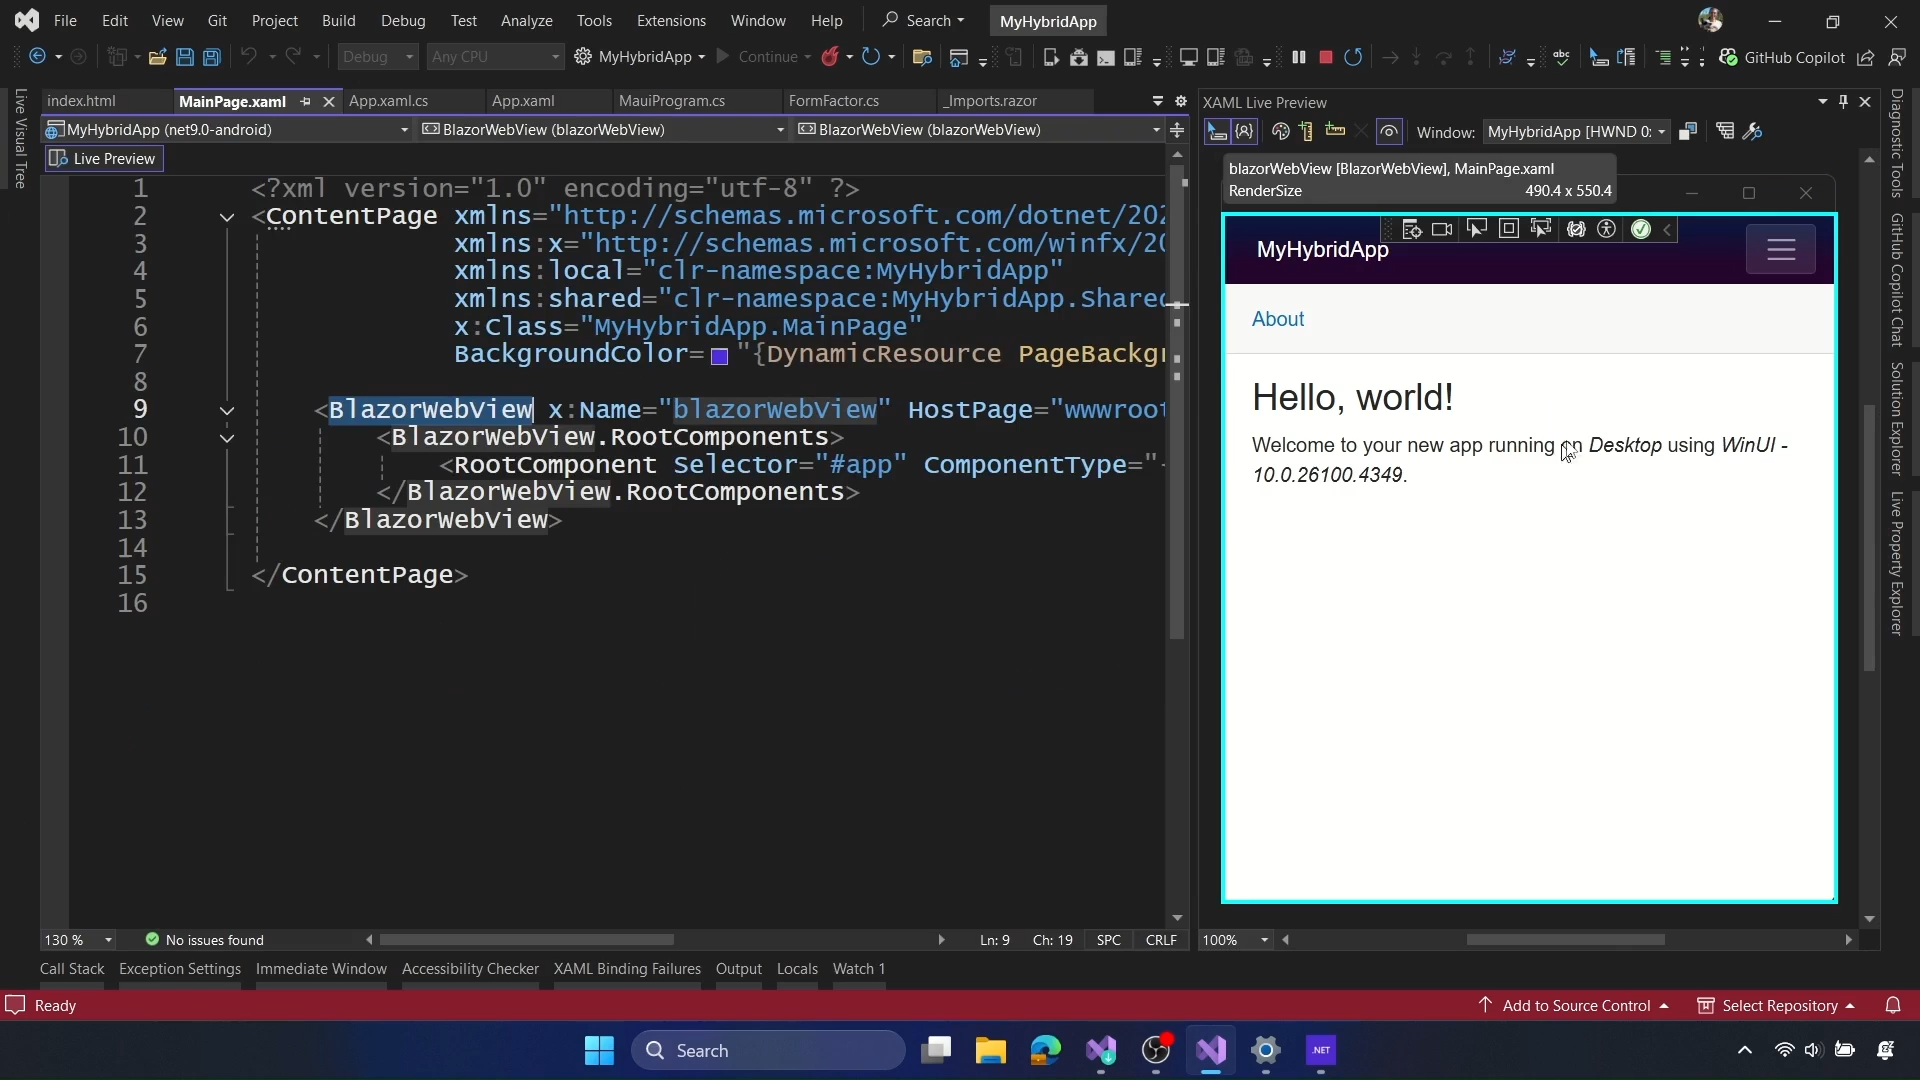 File Edit View Git Project Build Debug Test Analyze Tools Extensions Window Help Search MyHybridApp
Debug Any CPU MyHybridApp Continue GitHub Copilot
index.html MainPage.xaml App.xaml.cs App.xaml MauiProgram.cs FormFactor.cs _Imports.razor
MyHybridApp (net9.0-android) BlazorWebView (blazorWebView) BlazorWebView (blazorWebView)
Live Preview
Live Visual Tree
1 <?xml version="1.0" encoding="utf-8" ?>
2 <ContentPage xmlns="http://schemas.microsoft.com/dotnet/202
3 xmlns:x="http://schemas.microsoft.com/winfx/20
4 xmlns:local="clr-namespace:MyHybridApp"
5 xmlns:shared="clr-namespace:MyHybridApp.Shared
6 x:Class="MyHybridApp.MainPage"
7 BackgroundColor="{DynamicResource PageBackgr
8
9 <BlazorWebView x:Name="blazorWebView" HostPage="wwwroot
10 <BlazorWebView.RootComponents>
11 <RootComponent Selector="#app" ComponentType="
12 </BlazorWebView.RootComponents>
13 </BlazorWebView>
14
15 </ContentPage>
16
130 % No issues found Ln: 9 Ch: 19 SPC CRLF
XAML Live Preview
Window: MyHybridApp [HWND 0:
blazorWebView [BlazorWebView], MainPage.xaml
RenderSize 490.4 x 550.4
MyHybridApp
About
Hello, world!
Welcome to your new app running on Desktop using WinUI -
10.0.26100.4349.
100%
Diagnostic Tools
GitHub Copilot Chat
Solution Explorer
Live Property Explorer
Call Stack Exception Settings Immediate Window Accessibility Checker XAML Binding Failures Output Locals Watch 1
Ready Add to Source Control Select Repository
Search
.NET